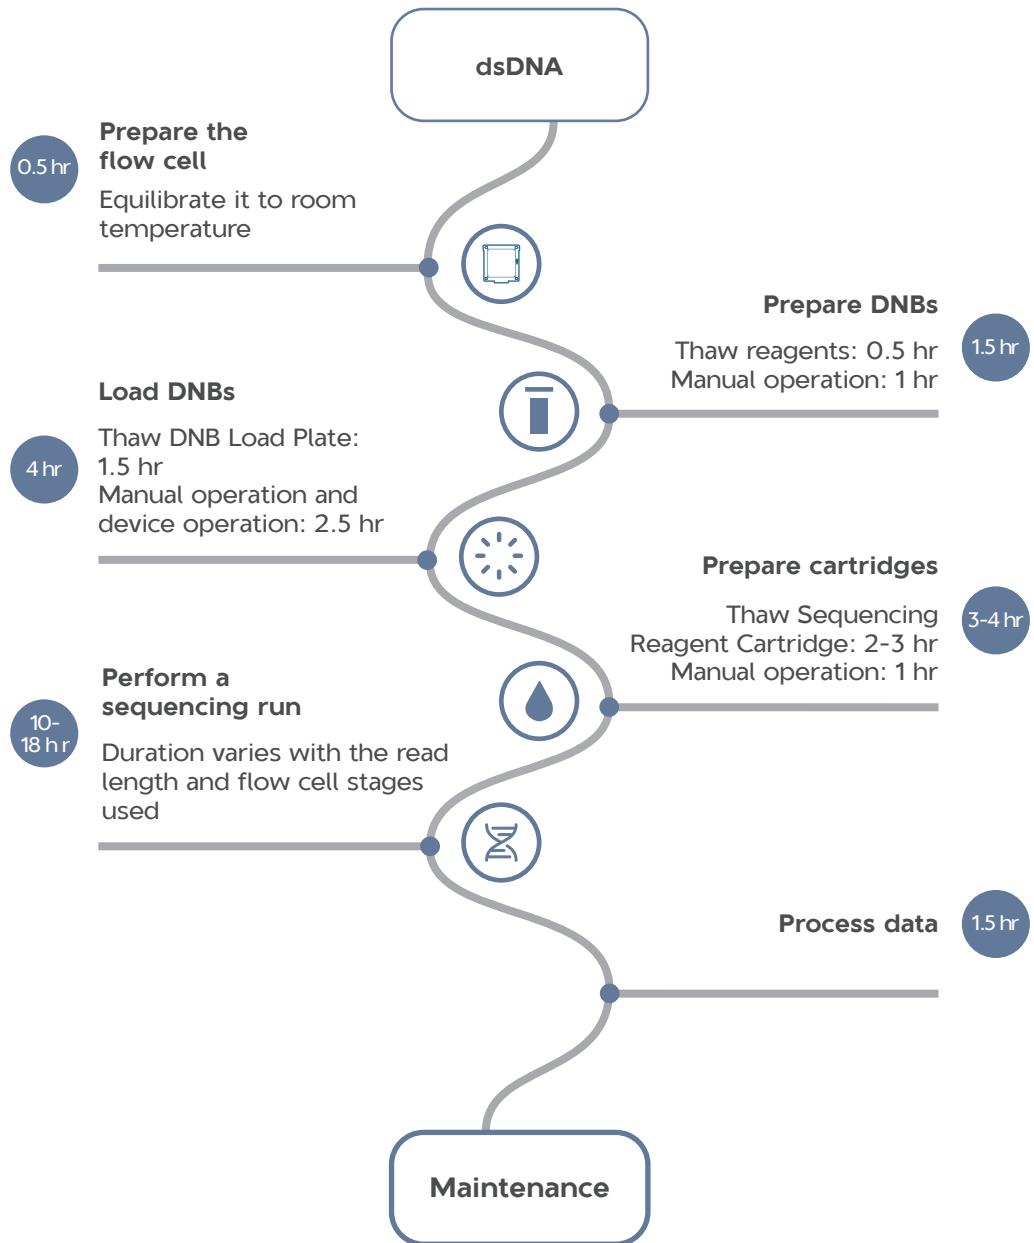 dsDNA
0.5 hr
Prepare the
flow cell
Equilibrate it to room
temperature
Prepare DNBs
Thaw reagents: 0.5 hr
Manual operation: 1 hr
1.5 hr
Load DNBs
4 hr
Thaw DNB Load Plate:
1.5 hr
Manual operation and
device operation: 2.5 hr
Prepare cartridges
Thaw Sequencing
Reagent Cartridge: 2-3 hr
Manual operation: 1 hr
3-4 hr
Perform a
sequencing run
10-
18 h r
Duration varies with the read
length and flow cell stages
used
Process data
1.5 hr
Maintenance